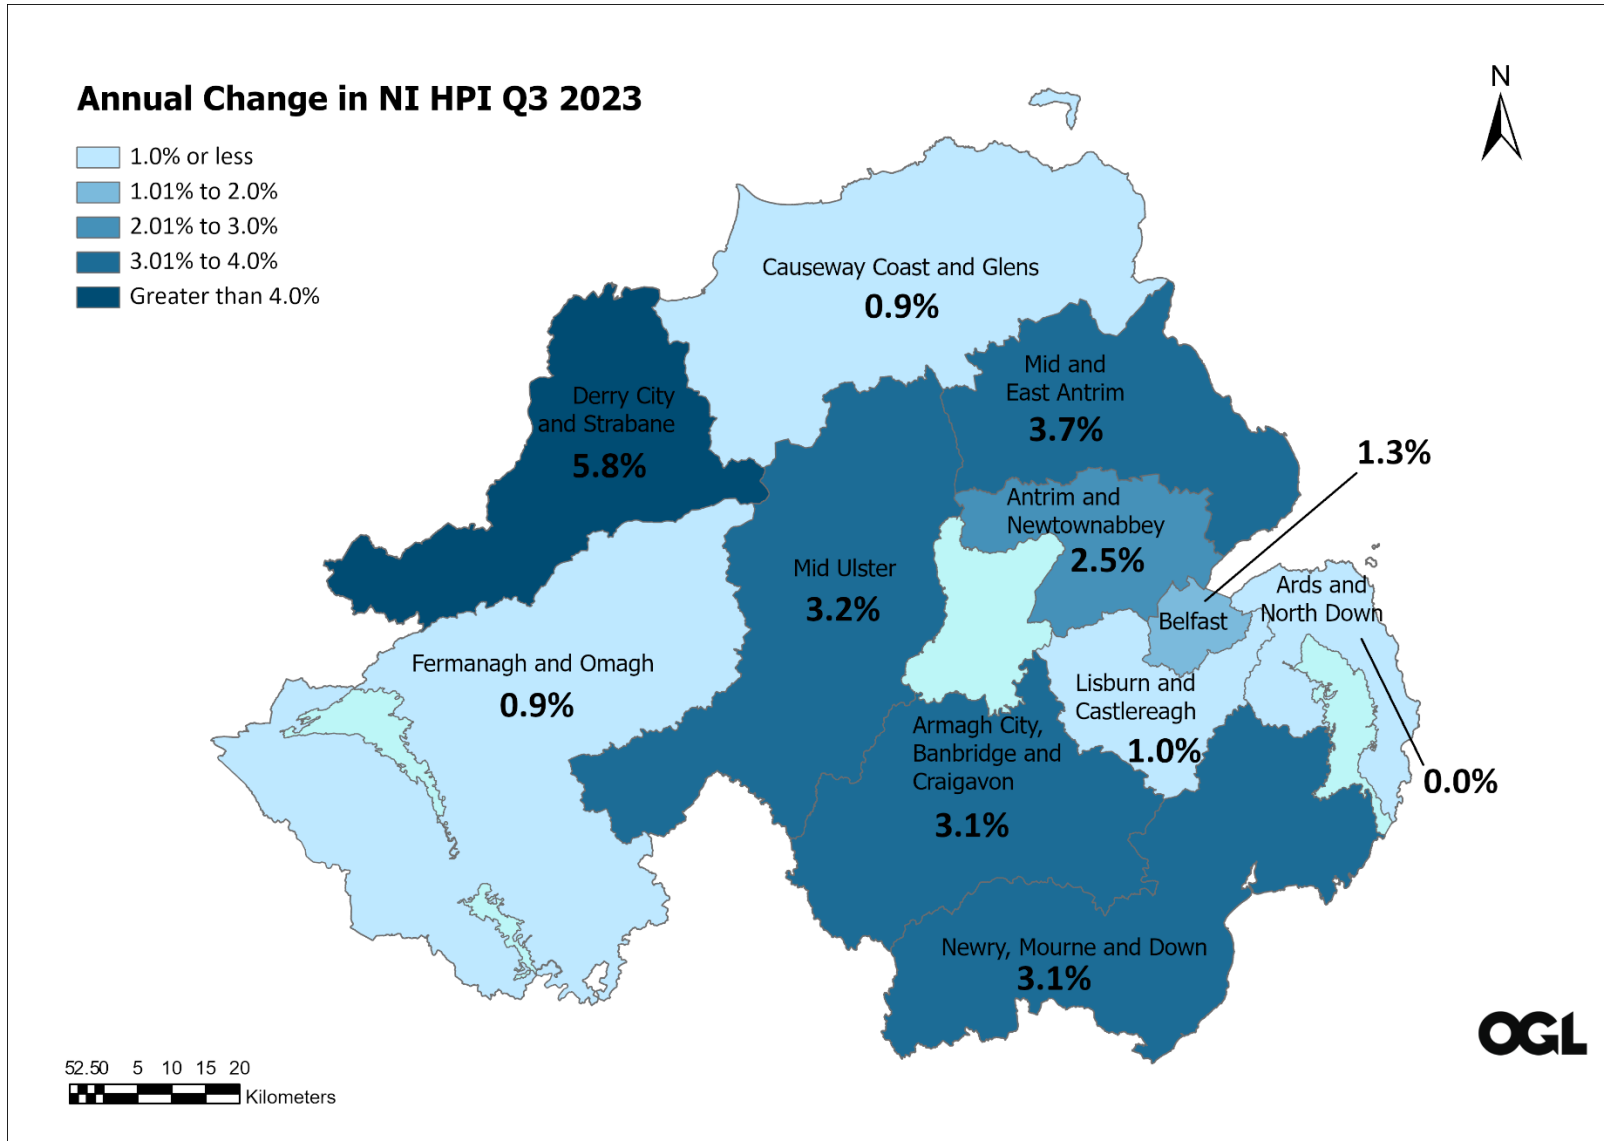 Annual Change in NI HPI Q3 2023
1.0% or less
1.01% to 2.0%
2.01% to 3.0%
3.01% to 4.0%
Greater than 4.0%
N
Causeway Coast and Glens
0.9%
Mid and
East Antrim
3.7%
Derry City
and Strabane
5.8%
1.3%
Antrim and
Newtownabbey
2.5%
Mid Ulster
3.2%
Ards and
North Down
Belfast
Fermanagh and Omagh
0.9%
Lisburn and
Castlereagh
1.0%
Armagh City,
Banbridge and
Craigavon
3.1%
0.0%
Newry, Mourne and Down
3.1%
OGL
52.50 5 10 15 20
Kilometers